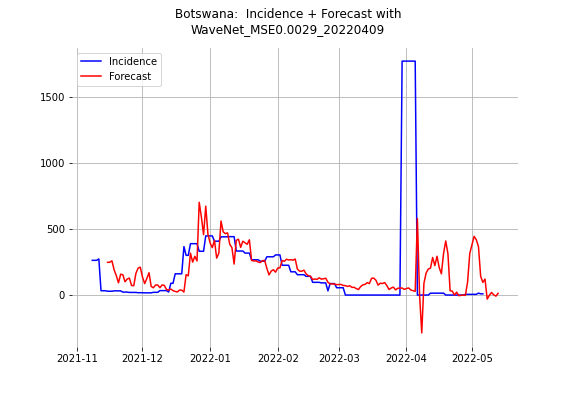 Botswana:  Incidence + Forecast with
WaveNet_MSE0.0029_20220409
Incidence
Forecast
1500
1000
500
0
2021-11
2021-12
2022-01
2022-02
2022-03
2022-04
2022-05